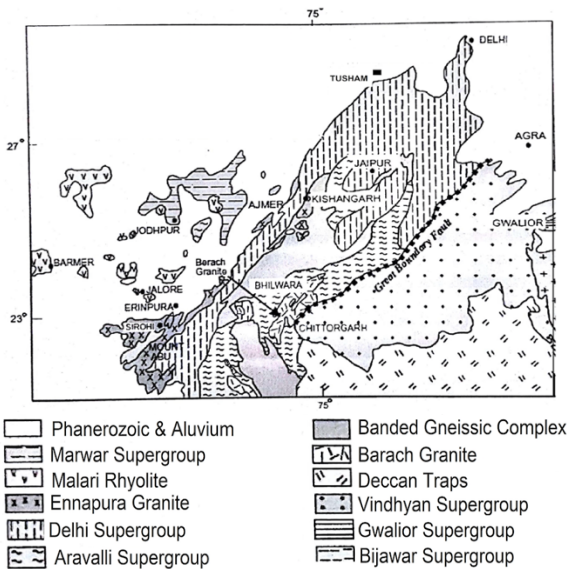 75°
DELHI
TUSHAM
AGRA
27°
JAIPUR
AJMER
KISHANGARH
GWALIOR
JODHPUR
Green Boundary Fault
BARMER
Berach
Granite
BHILWARA
JALORE
ERINPURA
23°
SIROHI
CHITTORGARH
MOUNT
ABU
75°
Phanerozoic & Aluvium
Marwar Supergroup
Malari Rhyolite
Ennapura Granite
Delhi Supergroup
Aravalli Supergroup
Banded Gneissic Complex
Barach Granite
Deccan Traps
Vindhyan Supergroup
Gwalior Supergroup
Bijawar Supergroup